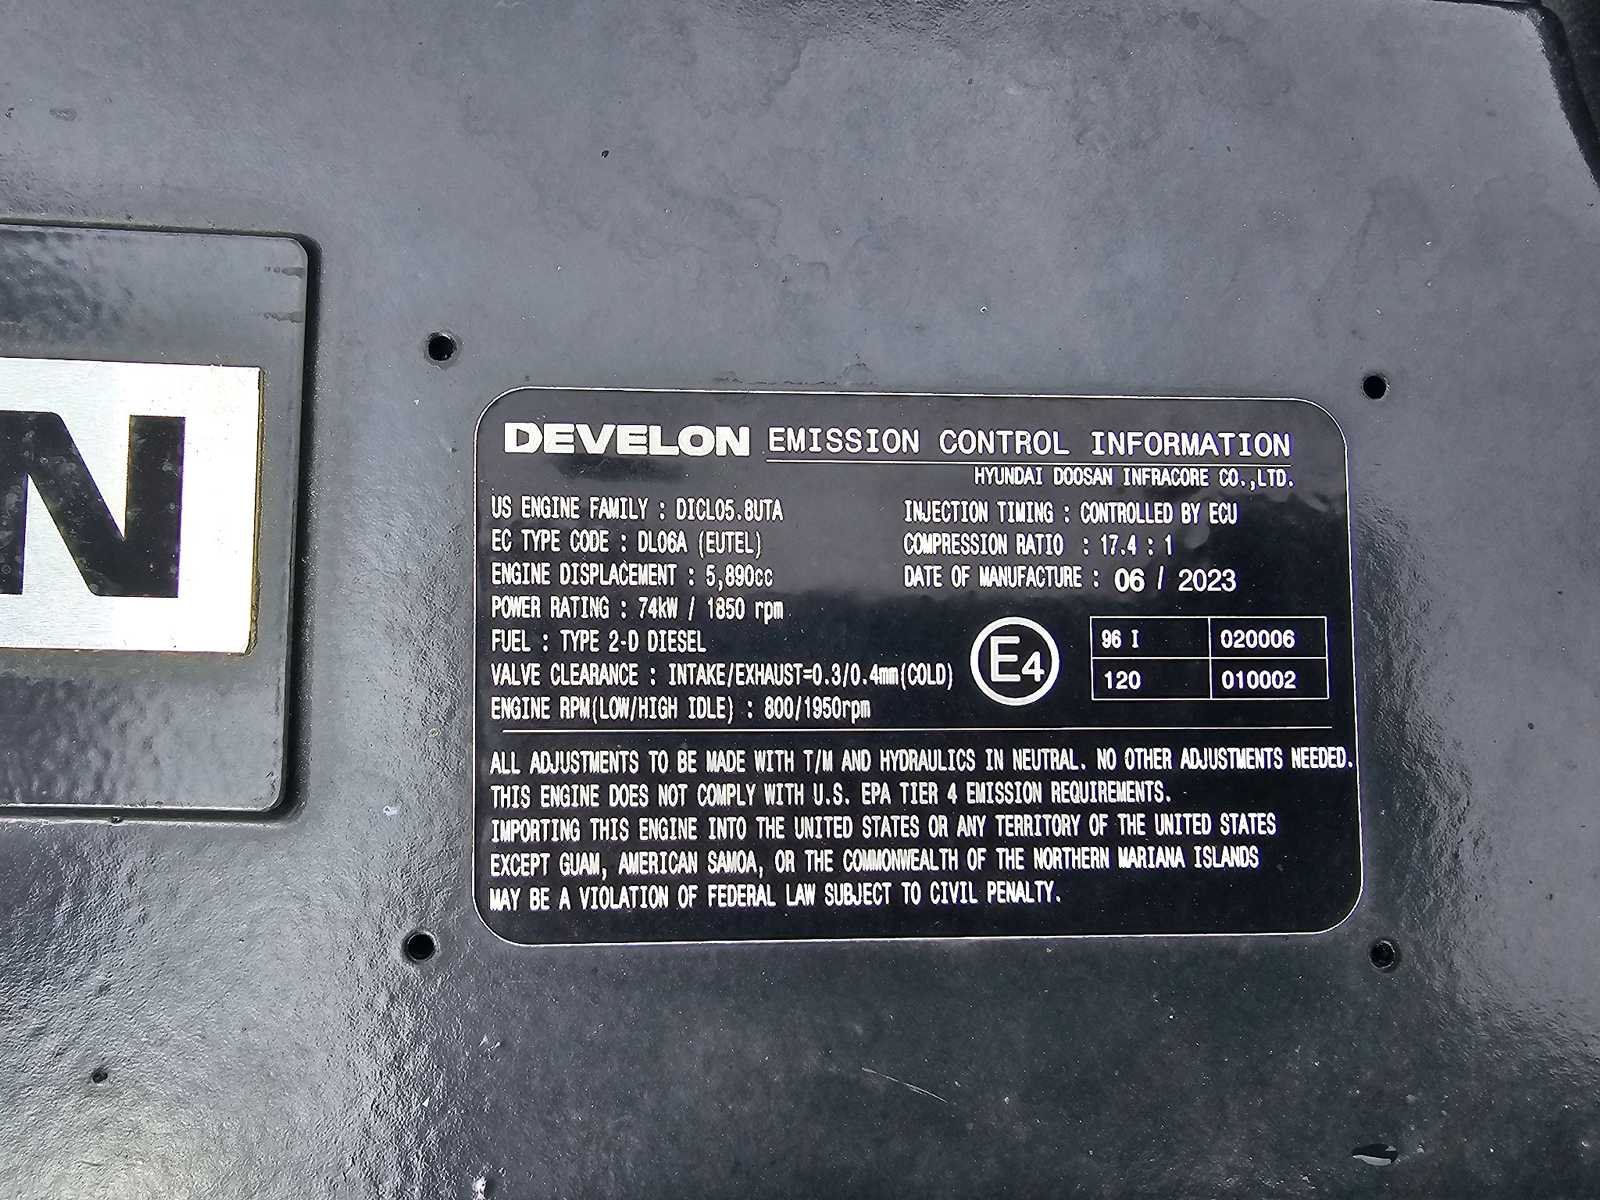 N
DEVELON EMISSION CONTROL INFORMATION
HYUNDAI DOOSAN INFRACORE CO.,LTD.
US ENGINE FAMILY : DICL05.8UTA
EC TYPE CODE : DL06A (EUTEL)
ENGINE DISPLACEMENT : 5,890cc
POWER RATING : 74kW / 1850 rpm
FUEL : TYPE 2-D DIESEL
VALVE CLEARANCE : INTAKE/EXHAUST=0.3/0.4mm(COLD)
ENGINE RPM(LOW/HIGH IDLE) : 800/1950rpm
INJECTION TIMING : CONTROLLED BY ECU
COMPRESSION RATIO : 17.4 : 1
DATE OF MANUFACTURE : 06 / 2023
E4
96 I 020006
120 010002
ALL ADJUSTMENTS TO BE MADE WITH T/M AND HYDRAULICS IN NEUTRAL. NO OTHER ADJUSTMENTS NEEDED.
THIS ENGINE DOES NOT COMPLY WITH U.S. EPA TIER 4 EMISSION REQUIREMENTS.
IMPORTING THIS ENGINE INTO THE UNITED STATES OR ANY TERRITORY OF THE UNITED STATES
EXCEPT GUAM, AMERICAN SAMOA, OR THE COMMONWEALTH OF THE NORTHERN MARIANA ISLANDS
MAY BE A VIOLATION OF FEDERAL LAW SUBJECT TO CIVIL PENALTY.